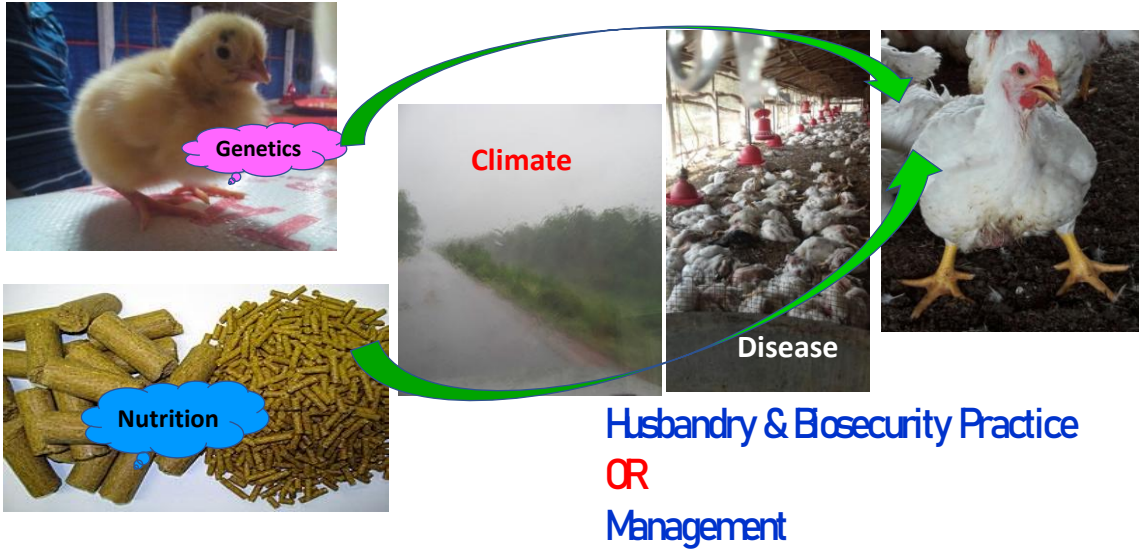 Genetics
Climate
Nutrition
Disease
Husbandry & Biosecurity Practice
OR
Management